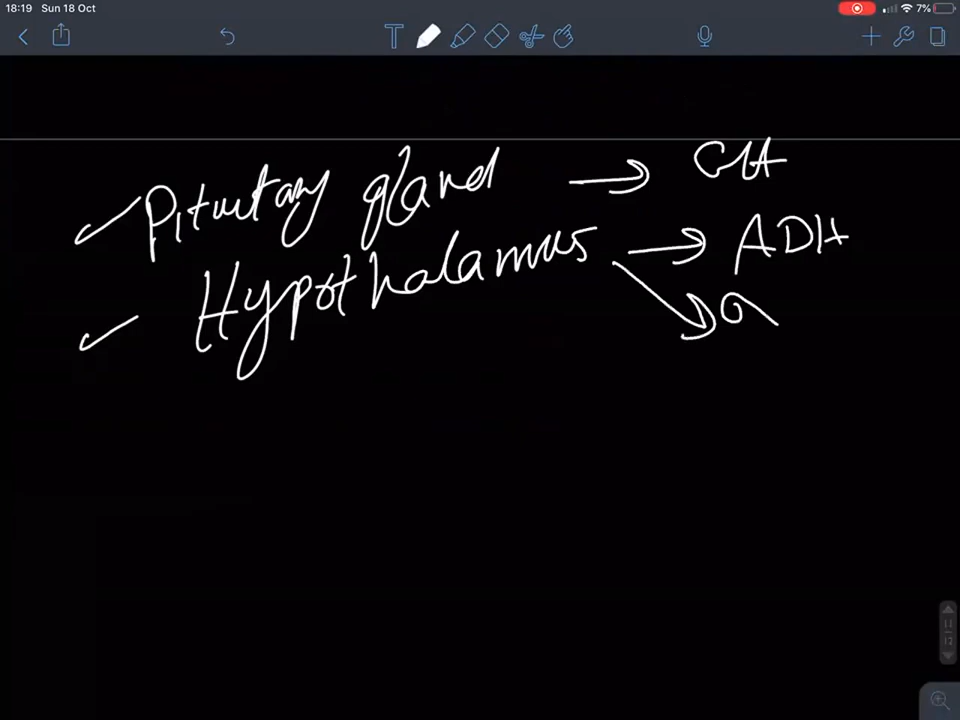 18:19 Sun 18 Oct 7%
T
Pituitary gland → GH
Hypothalamus → ADH